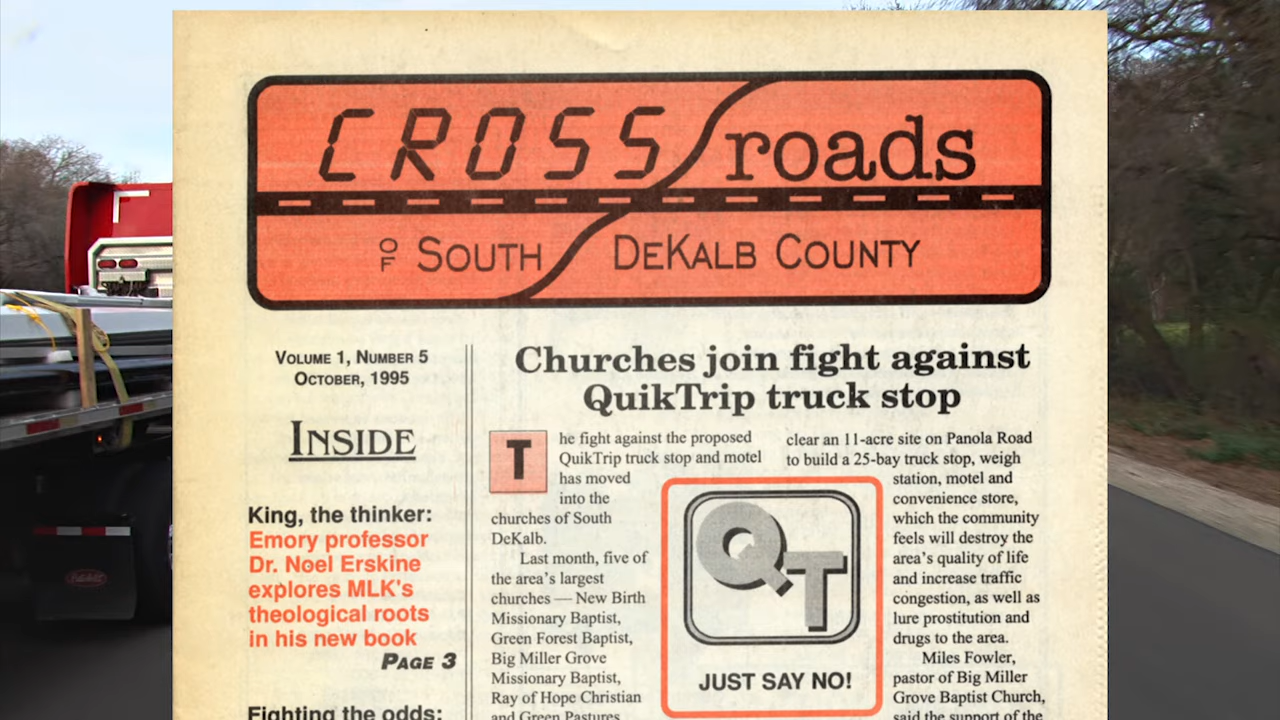 CROSSroads
OF SOUTH DEKALB COUNTY
VOLUME 1, NUMBER 5
OCTOBER, 1995
INSIDE
King, the thinker:
Emory professor
Dr. Noel Erskine
explores MLK's
theological roots
in his new book
PAGE 3
Fighting the odds:
Churches join fight against
QuikTrip truck stop
The fight against the proposed
QuikTrip truck stop and motel
has moved
into the
churches of South
DeKalb.
Last month, five of
the area's largest
churches — New Birth
Missionary Baptist,
Green Forest Baptist,
Big Miller Grove
Missionary Baptist,
Ray of Hope Christian
and Green Pastures
QT
JUST SAY NO!
clear an 11-acre site on Panola Road
to build a 25-bay truck stop, weigh
station, motel and
convenience store,
which the community
feels will destroy the
area's quality of life
and increase traffic
congestion, as well as
lure prostitution and
drugs to the area.
Miles Fowler,
pastor of Big Miller
Grove Baptist Church,
said the support of the